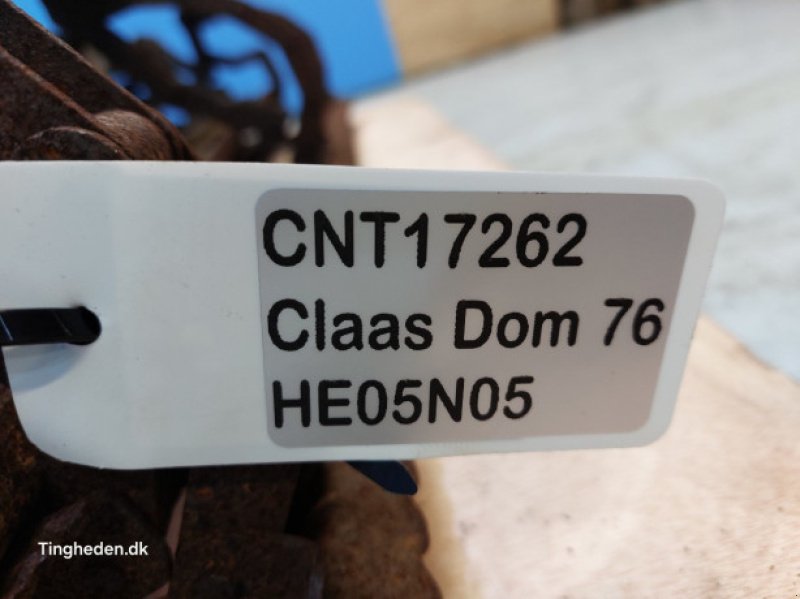 CNT17262
Claas Dom 76
HE05N05
Tingheden.dk